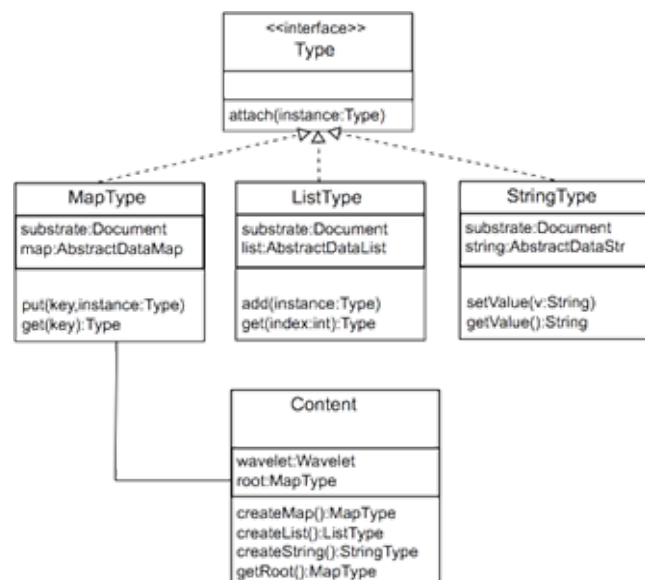 <<interface>>
Type
attach(instance:Type)
MapType
substrate:Document
map:AbstractDataMap
put(key,instance:Type)
get(key):Type
ListType
substrate:Document
list:AbstractDataList
add(instance:Type)
get(index:int):Type
StringType
substrate:Document
string:AbstractDataStr
setValue(v:String)
getValue():String
Content
wavelet:Wavelet
root:MapType
createMap():MapType
createList():ListType
createString():StringType
getRoot():MapType